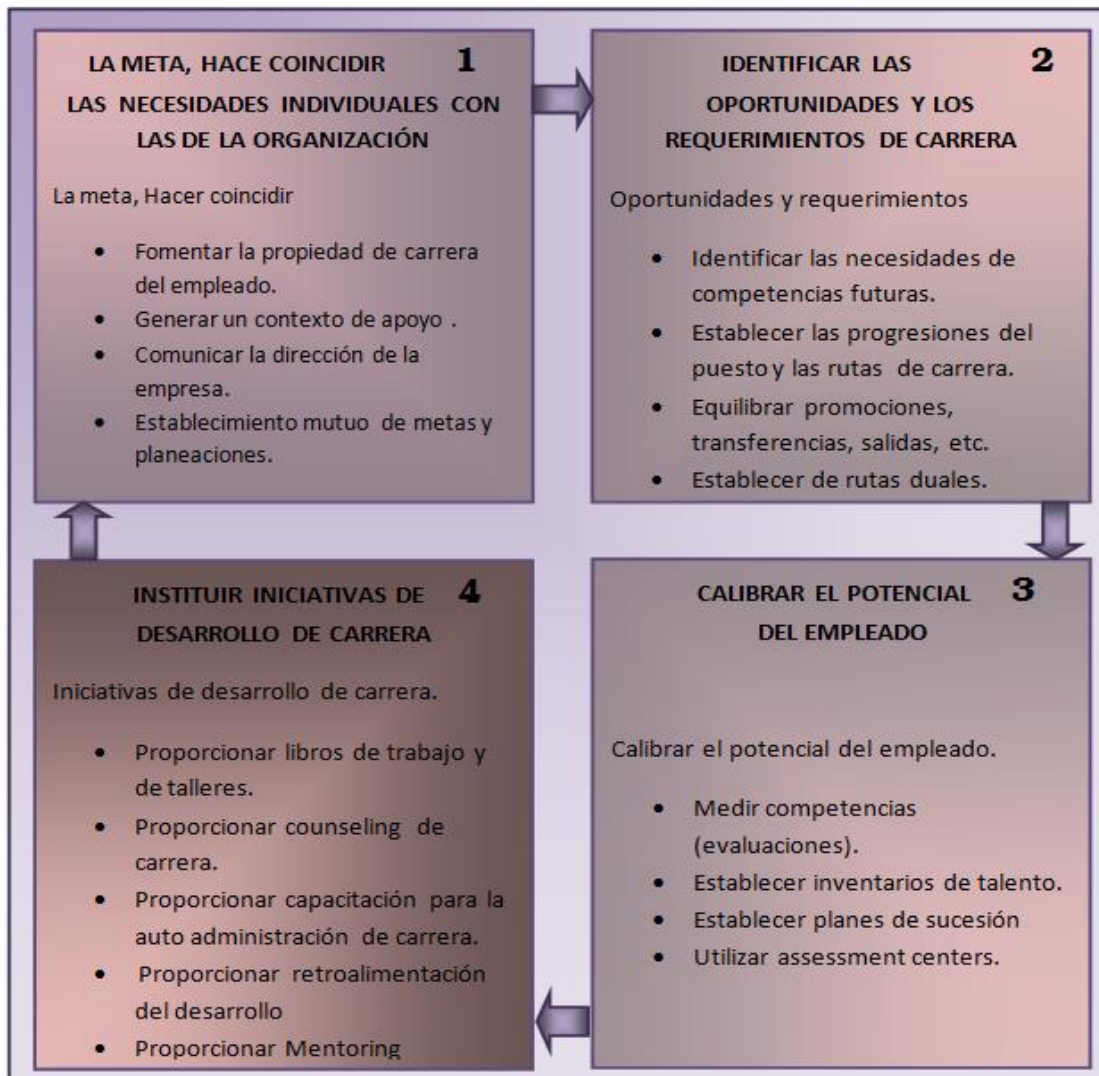 LA META, HACE COINCIDIR 1
LAS NECESIDADES INDIVIDUALES CON
LAS DE LA ORGANIZACIÓN
La meta, Hacer coincidir
• Fomentar la propiedad de carrera
del empleado.
• Generar un contexto de apoyo .
• Comunicar la dirección de la
empresa.
• Establecimiento mutuo de metas y
planeaciones.
IDENTIFICAR LAS 2
OPORTUNIDADES Y LOS
REQUERIMIENTOS DE CARRERA
Oportunidades y requerimientos
• Identificar las necesidades de
competencias futuras.
• Establecer las progresiones del
puesto y las rutas de carrera.
• Equilibrar promociones,
transferencias, salidas, etc.
• Establecer de rutas duales.
CALIBRAR EL POTENCIAL 3
DEL EMPLEADO
Calibrar el potencial del empleado.
• Medir competencias
(evaluaciones).
• Establecer inventarios de talento.
• Establecer planes de sucesión
• Utilizar assessment centers.
INSTITUIR INICIATIVAS DE 4
DESARROLLO DE CARRERA
Iniciativas de desarrollo de carrera.
• Proporcionar libros de trabajo y
de talleres.
• Proporcionar counseling de
carrera.
• Proporcionar capacitación para la
auto administración de carrera.
• Proporcionar retroalimentación
del desarrollo
• Proporcionar Mentoring